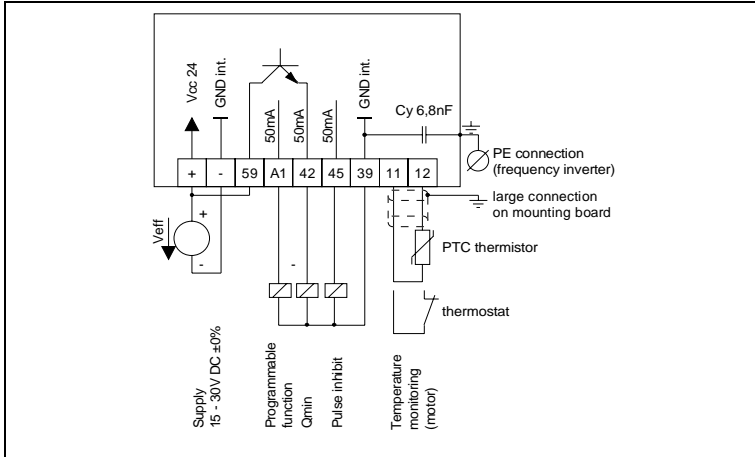 Vcc 24
GND int.
50mA
50mA
50mA
GND int.
Cy 6,8nF
PE connection
(frequency inverter)
+
-
59
A1
42
45
39
11
12
large connection
on mounting board
Veff
+
-
-
PTC thermistor
thermostat
Supply
15 - 30V DC ±0%
Programmable
function
Qmin
Pulse inhibit
Temperature
monitoring
(motor)